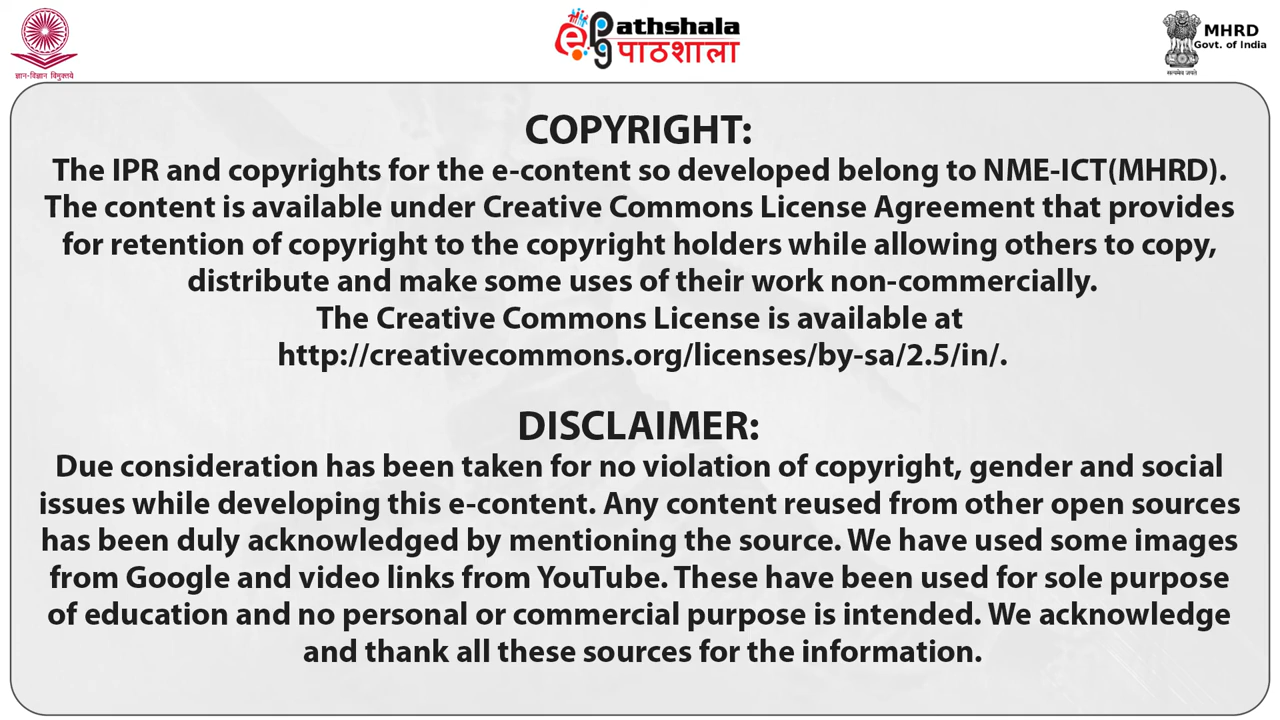 ज्ञान-विज्ञान विमुक्तये
ePathshala
पाठशाला
MHRD
Govt. of India
सत्यमेव जयते
COPYRIGHT:
The IPR and copyrights for the e-content so developed belong to NME-ICT(MHRD).
The content is available under Creative Commons License Agreement that provides
for retention of copyright to the copyright holders while allowing others to copy,
distribute and make some uses of their work non-commercially.
The Creative Commons License is available at
http://creativecommons.org/licenses/by-sa/2.5/in/.
DISCLAIMER:
Due consideration has been taken for no violation of copyright, gender and social
issues while developing this e-content. Any content reused from other open sources
has been duly acknowledged by mentioning the source. We have used some images
from Google and video links from YouTube. These have been used for sole purpose
of education and no personal or commercial purpose is intended. We acknowledge
and thank all these sources for the information.